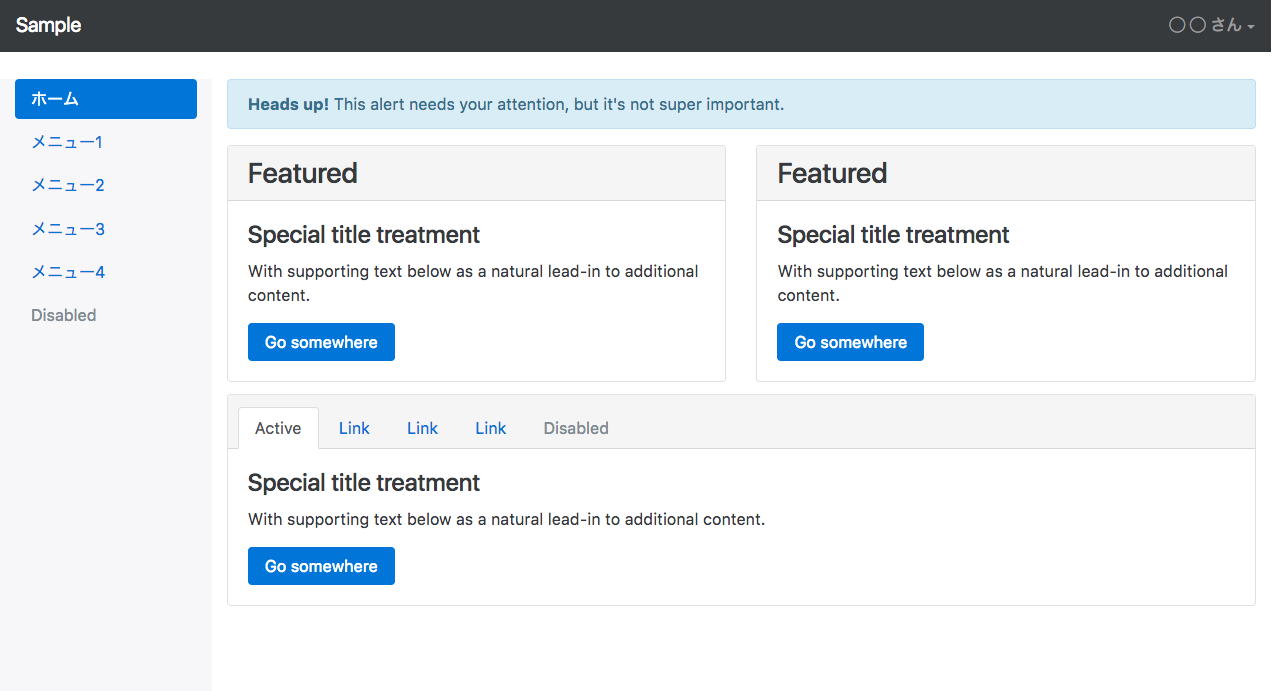 Sample
〇〇さん
ホーム
メニュー1
メニュー2
メニュー3
メニュー4
Disabled
Heads up! This alert needs your attention, but it's not super important.
Featured
Special title treatment
With supporting text below as a natural lead-in to additional
content.
Go somewhere
Featured
Special title treatment
With supporting text below as a natural lead-in to additional
content.
Go somewhere
Active
Link
Link
Link
Disabled
Special title treatment
With supporting text below as a natural lead-in to additional content.
Go somewhere